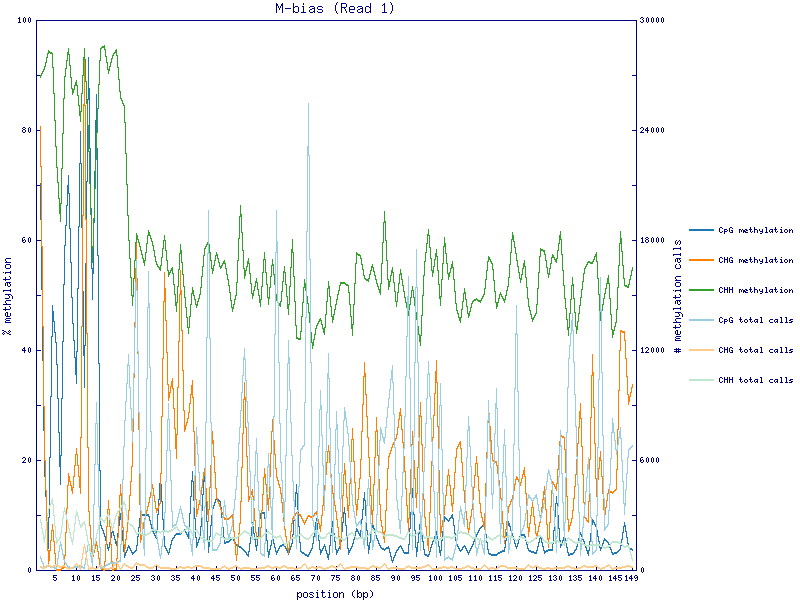 M-bias (Read 1)
100
80
60
40
20
0
30000
24000
18000
12000
6000
0
% methylation
# methylation calls
5 10 15 20 25 30 35 40 45 50 55 60 65 70 75 80 85 90 95 100 105 110 115 120 125 130 135 140 145 149
position (bp)
CpG methylation
CHG methylation
CHH methylation
CpG total calls
CHG total calls
CHH total calls